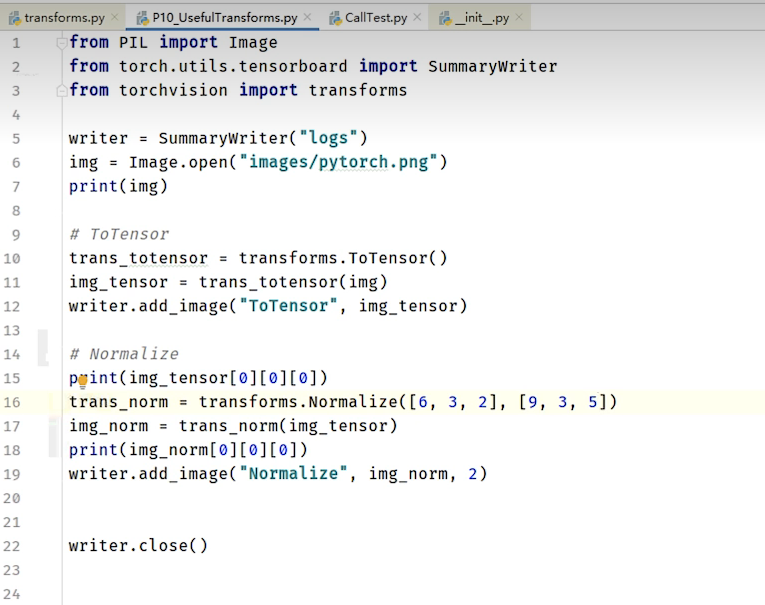 transforms.py × P10_UsefulTransforms.py × CallTest.py × __init__.py ×
1 from PIL import Image
2 from torch.utils.tensorboard import SummaryWriter
3 from torchvision import transforms
4
5 writer = SummaryWriter("logs")
6 img = Image.open("images/pytorch.png")
7 print(img)
8
9 # ToTensor
10 trans_totensor = transforms.ToTensor()
11 img_tensor = trans_totensor(img)
12 writer.add_image("ToTensor", img_tensor)
13
14 # Normalize
15 print(img_tensor[0][0][0])
16 trans_norm = transforms.Normalize([6, 3, 2], [9, 3, 5])
17 img_norm = trans_norm(img_tensor)
18 print(img_norm[0][0][0])
19 writer.add_image("Normalize", img_norm, 2)
20
21
22 writer.close()
23
24